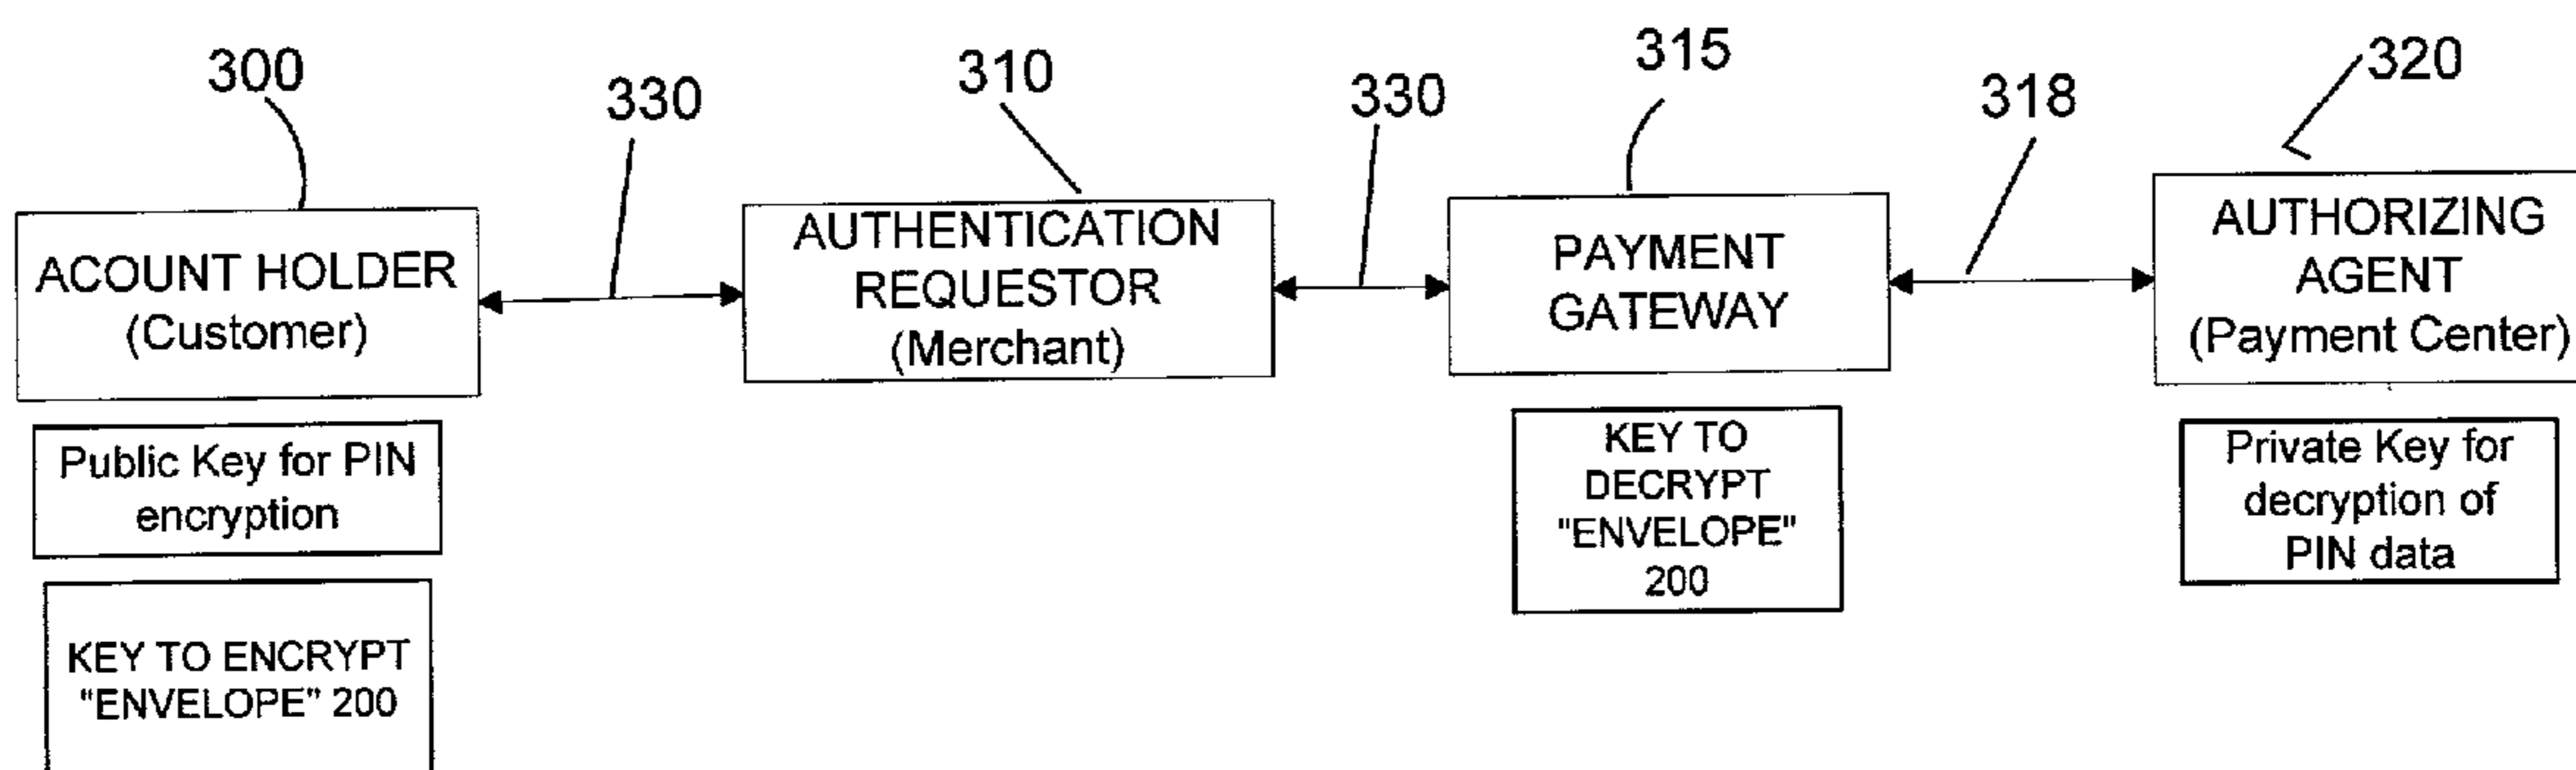 300
330
310
330
315
318
320
ACOUNT HOLDER
(Customer)
AUTHENTICATION
REQUESTOR
(Merchant)
PAYMENT
GATEWAY
AUTHORIZING
AGENT
(Payment Center)
Public Key for PIN
encryption
KEY TO ENCRYPT
"ENVELOPE" 200
KEY TO
DECRYPT
"ENVELOPE"
200
Private Key for
decryption of
PIN data